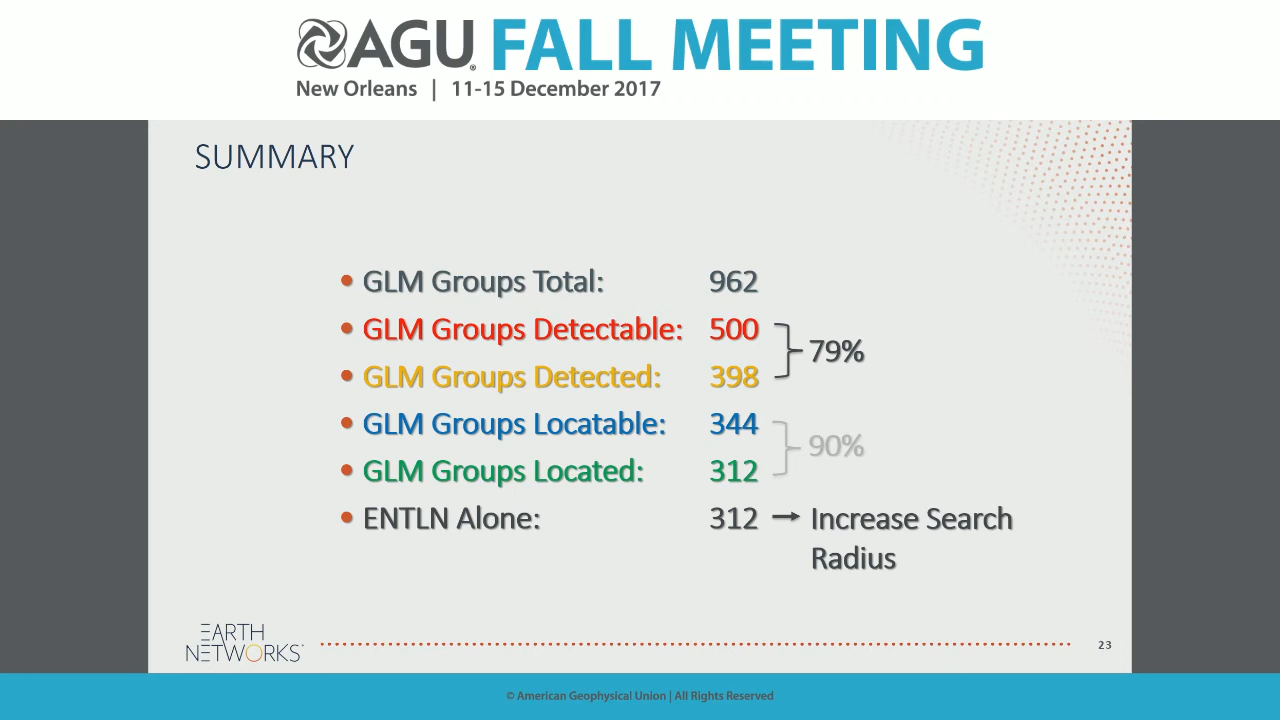 AGU FALL MEETING
New Orleans | 11-15 December 2017
SUMMARY
• GLM Groups Total: 962
• GLM Groups Detectable: 500
79%
• GLM Groups Detected: 398
• GLM Groups Locatable: 344
90%
• GLM Groups Located: 312
• ENTLN Alone: 312 → Increase Search
Radius
EARTH
NETWORKS
23
© American Geophysical Union | All Rights Reserved